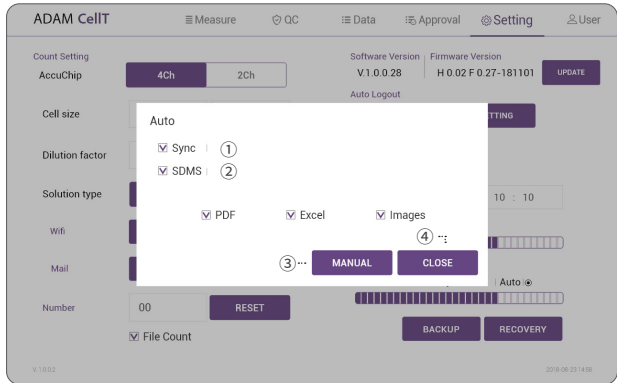 ADAM CellT Measure QC Data Approval Setting User
Count Setting Software Version Firmware Version
AccuChip 4Ch 2Ch V.1.0.0.28 H 0.02 F 0.27-181101 UPDATE
Auto Logout
Cell size TTING
Auto
Sync ①
SDMS ②
Dilution factor
Solution type 10 : 10
PDF Excel Images
Wifi
④
③ MANUAL CLOSE
Mail
Auto
Number 00 RESET
BACKUP RECOVERY
File Count
V. 1.0.0.2 2018-08-23 14:58